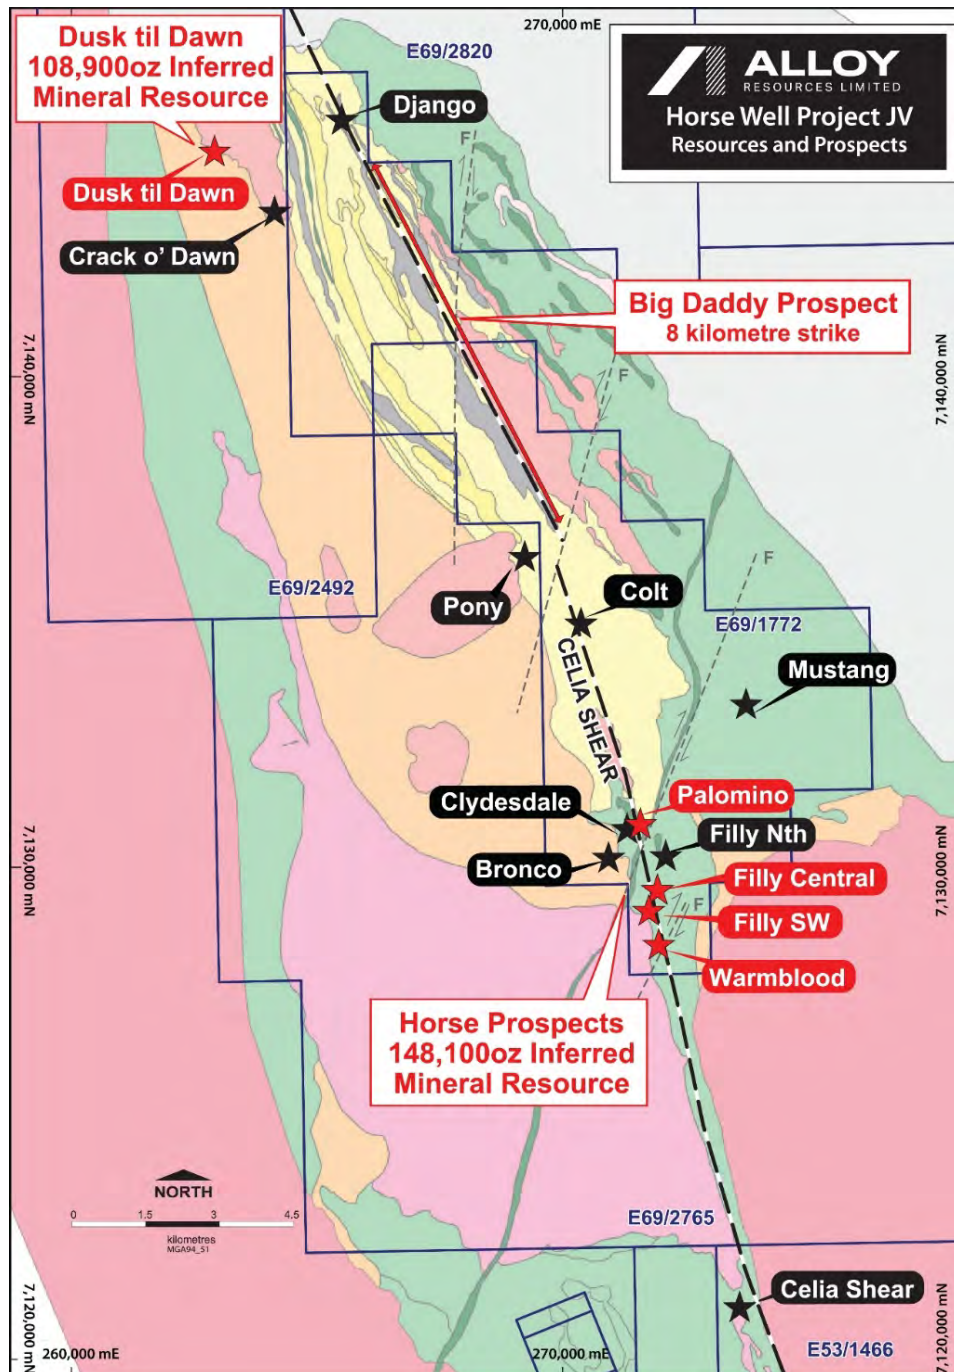 270,000 mE
Dusk til Dawn
108,900oz Inferred
Mineral Resource
E69/2820
ALLOY
RESOURCES LIMITED
Horse Well Project JV
Resources and Prospects
Django
F
Dusk til Dawn
Crack o' Dawn
Big Daddy Prospect
8 kilometre strike
7,140,000 mN
7,140,000 mN
F
F
E69/2492
Pony
Colt
E69/1772
CELIA SHEAR
Mustang
Clydesdale
Palomino
Bronco
Filly Nth
7,130,000 mN
7,130,000 mN
Filly Central
F
Filly SW
Warmblood
Horse Prospects
148,100oz Inferred
Mineral Resource
NORTH
0 1.5 3 4.5
kilometres
MGA94_51
E69/2765
Celia Shear
7,120,000 mN
7,120,000 mN
E53/1466
260,000 mE
270,000 mE